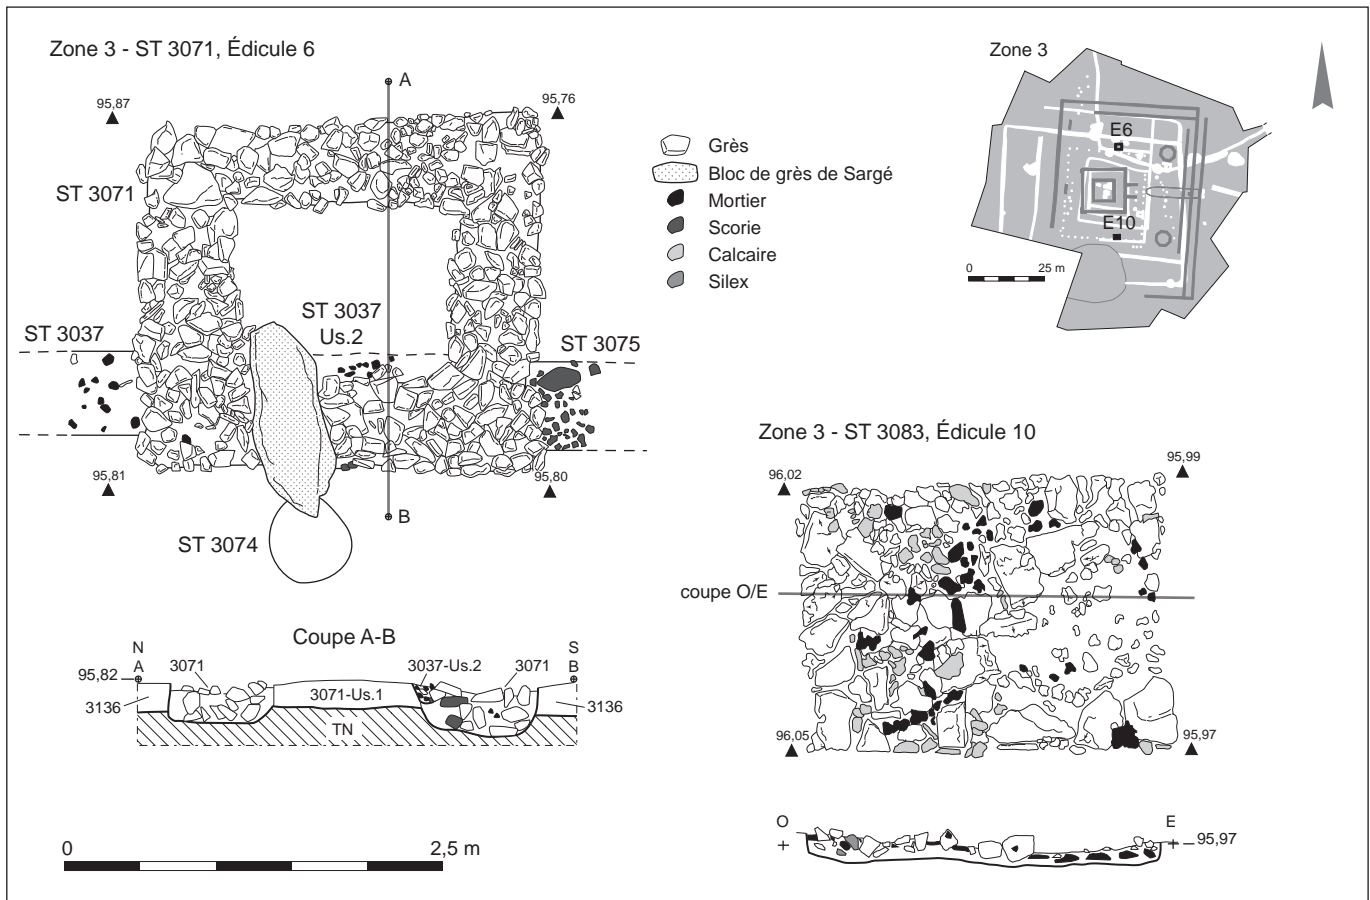 Zone 3 - ST 3071, Édicule 6
A
95,87
95,76
ST 3071
ST 3037
ST 3037
Us.2
ST 3075
95,81
95,80
B
ST 3074
Grès
Bloc de grès de Sargé
Mortier
Scorie
Calcaire
Silex
Zone 3
E6
E10
0 25 m
Coupe A-B
N
A
S
B
95,82
3071
3037-Us.2
3071
3136
3071-Us.1
3136
TN
0 2,5 m
Zone 3 - ST 3083, Édicule 10
96,02
95,99
coupe O/E
96,05
95,97
O
E
95,97